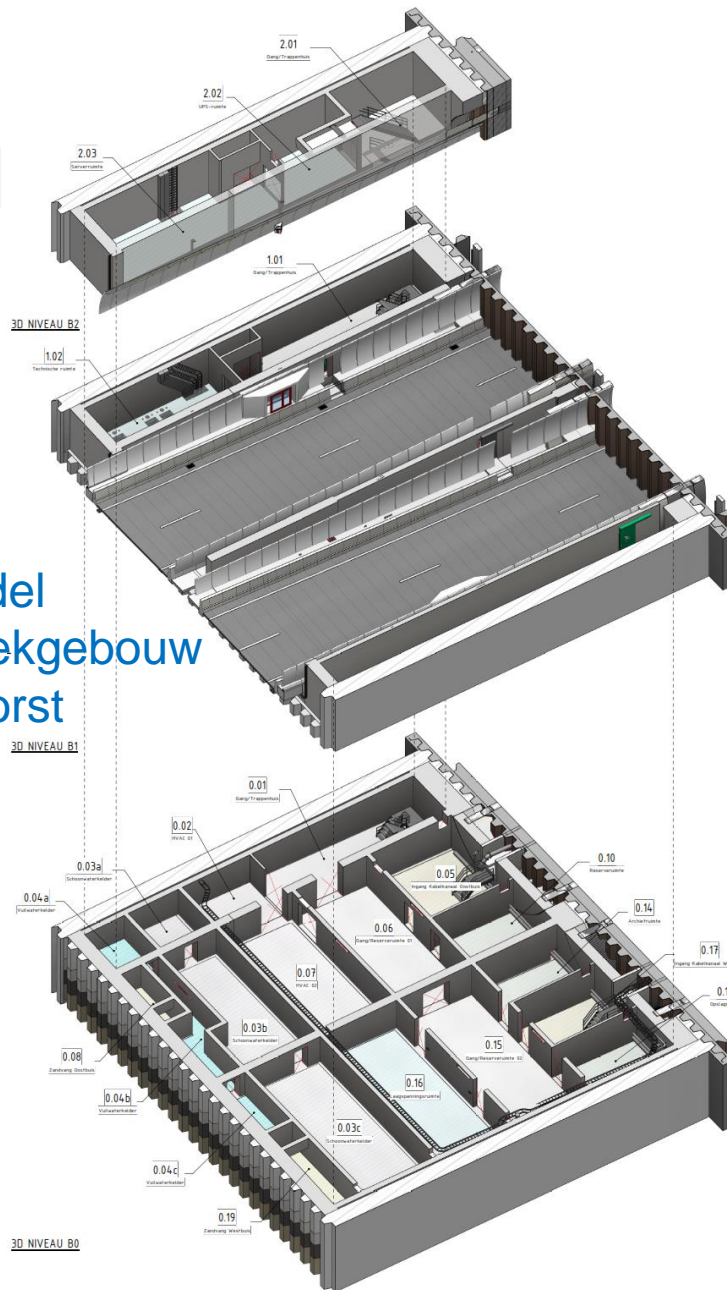 2.01
Gang/Trappenhuis
2.02
UPS-ruimte
2.03
Serverruimte
1.01
Gang/Trappenhuis
3D NIVEAU B2
1.02
Technische ruimte
del
ekgebouw
orst
3D NIVEAU B1
0.01
Gang/Trappenhuis
0.02
HVAC 01
0.03a
Schoonwaterkelder
0.04a
Vuilwaterkelder
0.05
Ingang Kabelkanaal Oostbuis
0.10
Reserveruimte
0.14
Archiefruimte
0.06
Gang/Reserveruimte 01
0.17
Ingang Kabelkanaal W
0.07
HVAC 02
0.1
Opslag
0.03b
Schoonwaterkelder
0.15
Gang/Reserveruimte 02
0.08
Zandvang Oostbuis
0.16
Laagspanningsruimte
0.04b
Vuilwaterkelder
0.03c
Schoonwaterkelder
0.04c
Vuilwaterkelder
0.19
Zandvang Westbuis
3D NIVEAU B0